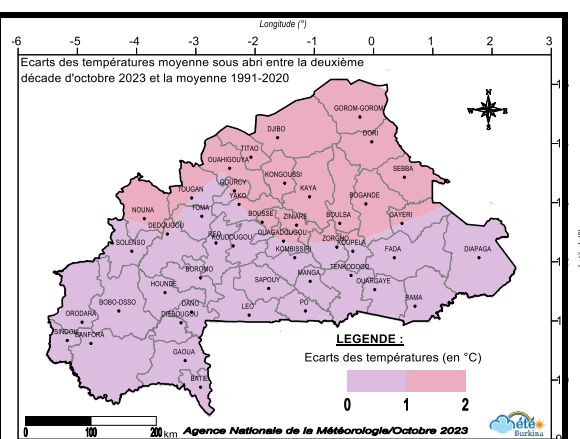 Longitude (°)
-6 -5 -4 -3 -2 -1 0 1 2 3
Ecarts des températures moyenne sous abri entre la deuxième
décade d'octobre 2023 et la moyenne 1991-2020
N
W E
S
GOROM-GOROM
DJIBO
DORI
TITAO
OUAHIGOUYA
SEBBA
KONGOUSSI
GOURCY
TOUGAN
KAYA
YAKO
BOGANDE
NOUNA
TOMA
BOUSSE
ZINIARE
BOULSA
GAYERI
DEDOUGOU
OUAGADOUGOU
KOUDOUGOU
ZORGHO
KOUPELA
SOLENSO
KOMBISSIRI
FADA
DIAPAGA
BOROMO
TENKODOGO
MANGA
HOUNDE
SAPOUY
OUARGAYE
BOBO-DSSO
DANO
LEO
PO
PAMA
ORODARA
DIEBOUGOU
SINDOU
BANFORA
GAOUA
BATIE
LEGENDE :
Ecarts des températures (en °C)
0 1 2
0 100 200 km
Agence Nationale de la Météorologie/Octobre 2023
météo
Burkina